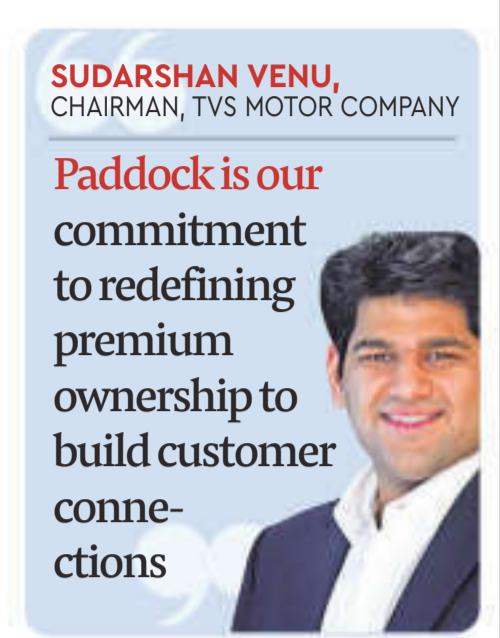 SUDARSHAN VENU,
CHAIRMAN, TVS MOTOR COMPANY
Paddock is our
commitment
to redefining
premium
ownership to
build customer
conne-
ctions